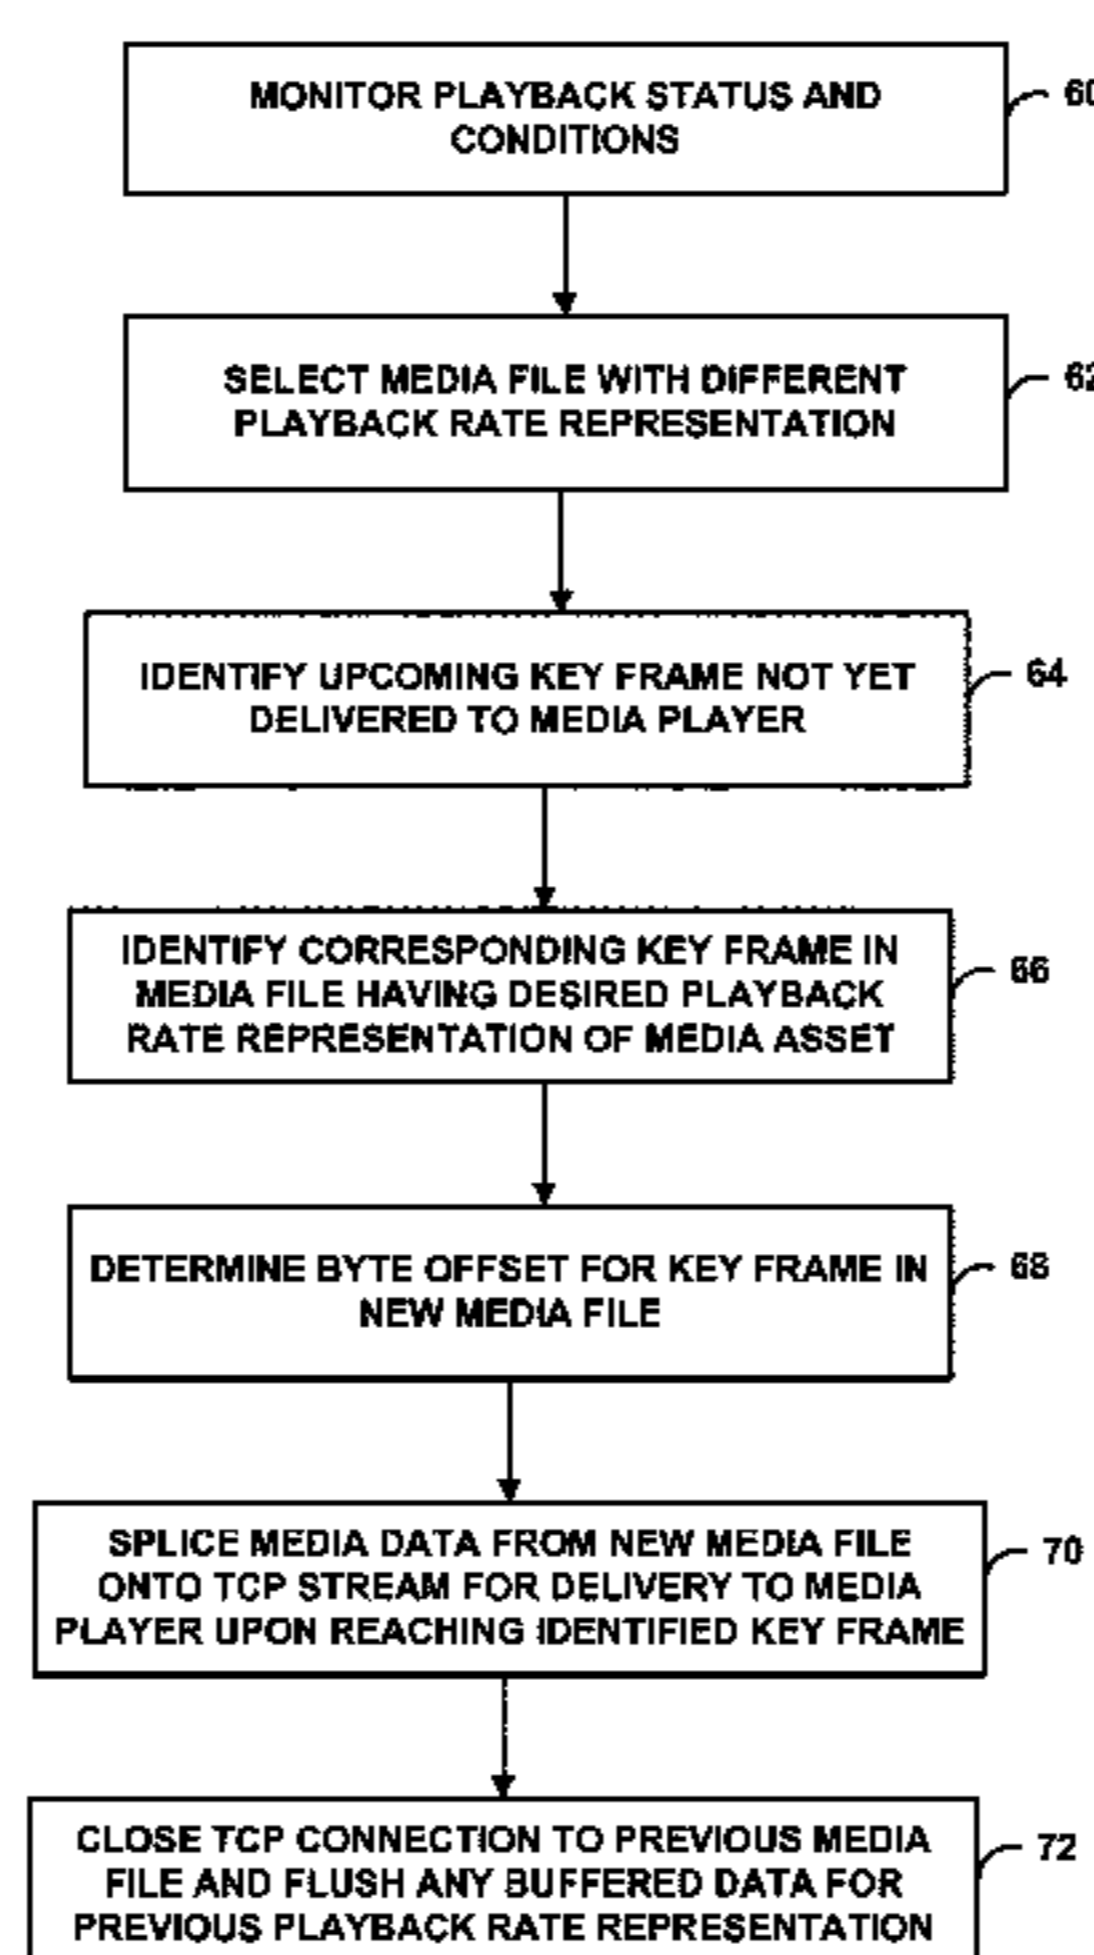 MONITOR PLAYBACK STATUS AND
CONDITIONS
60
SELECT MEDIA FILE WITH DIFFERENT
PLAYBACK RATE REPRESENTATION
62
IDENTIFY UPCOMING KEY FRAME NOT YET
DELIVERED TO MEDIA PLAYER
64
IDENTIFY CORRESPONDING KEY FRAME IN
MEDIA FILE HAVING DESIRED PLAYBACK
RATE REPRESENTATION OF MEDIA ASSET
66
DETERMINE BYTE OFFSET FOR KEY FRAME IN
NEW MEDIA FILE
68
SPLICE MEDIA DATA FROM NEW MEDIA FILE
ONTO TCP STREAM FOR DELIVERY TO MEDIA
PLAYER UPON REACHING IDENTIFIED KEY FRAME
70
CLOSE TCP CONNECTION TO PREVIOUS MEDIA
FILE AND FLUSH ANY BUFFERED DATA FOR
PREVIOUS PLAYBACK RATE REPRESENTATION
72